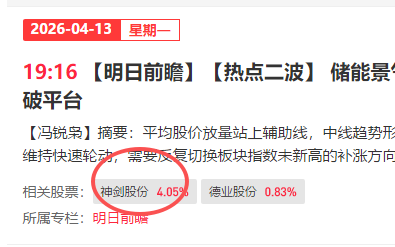 2026-04-13 星期一
19:16 【明日前瞻】【热点二波】 储能景
破平台
【冯锐枭】摘要：平均股价放量站上辅助线，中线趋势形
维持快速轮动，需要反复切换板块指数未新高的补涨方向
相关股票： 神剑股份 4.05% 德业股份 0.83%
所属专栏：明日前瞻